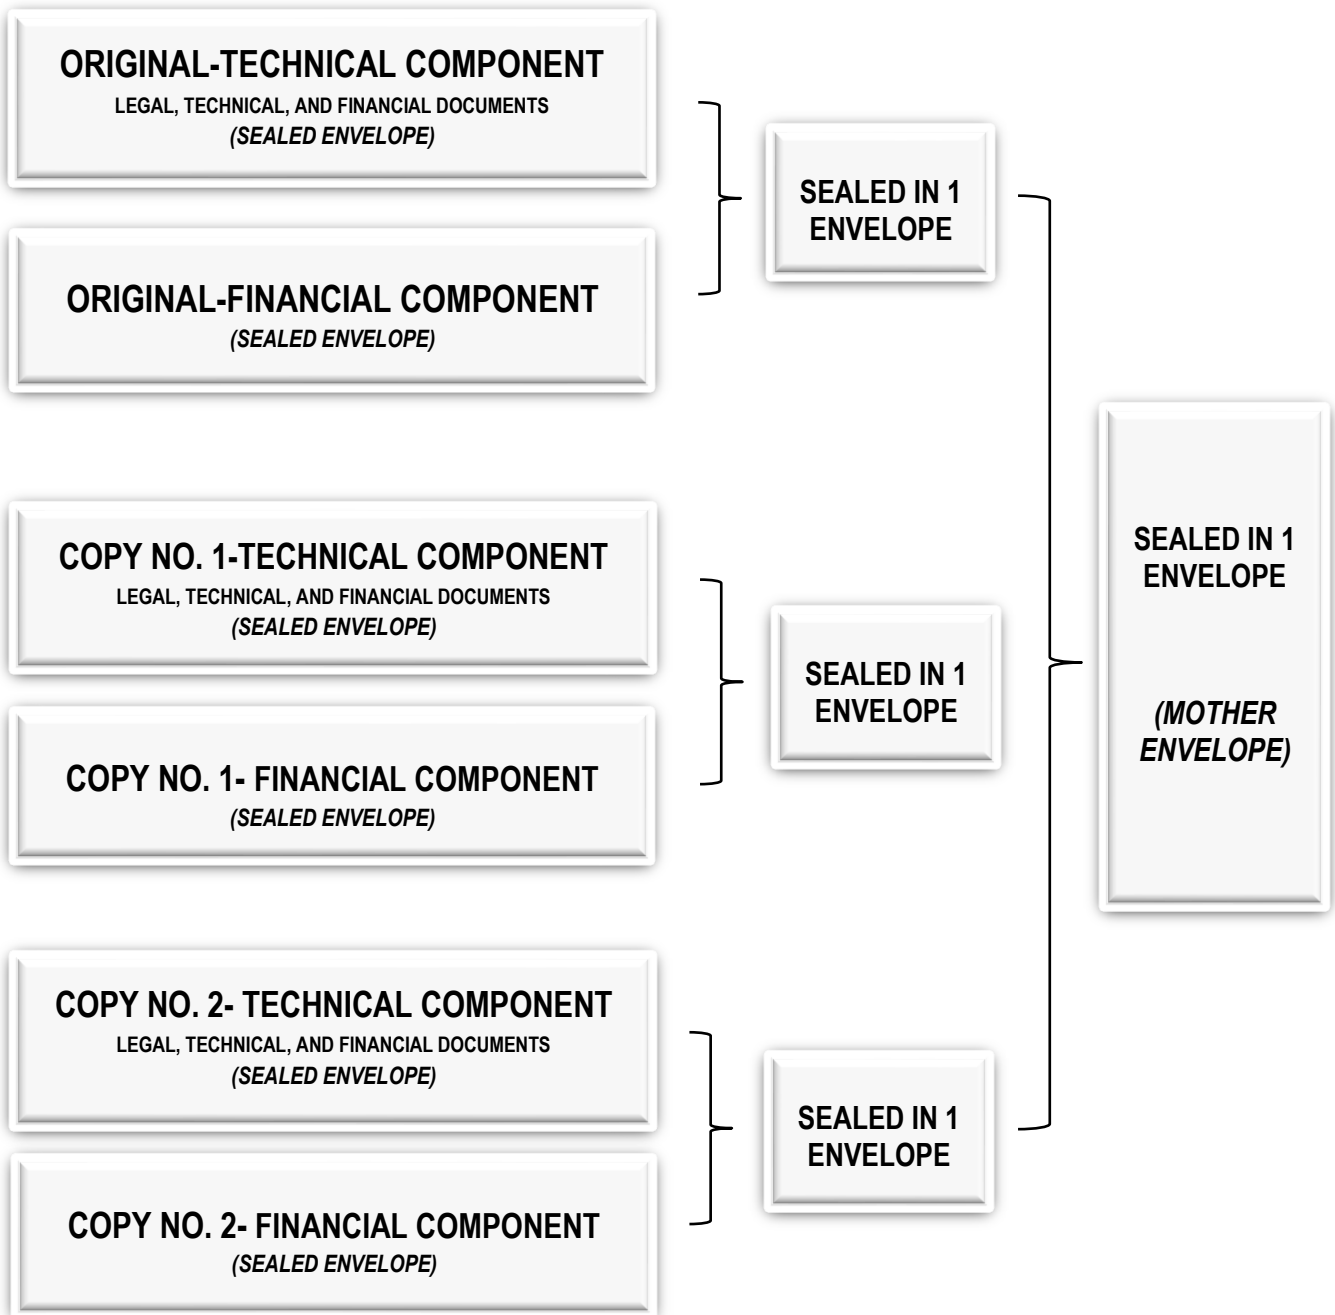 ORIGINAL-TECHNICAL COMPONENT
LEGAL, TECHNICAL, AND FINANCIAL DOCUMENTS
(SEALED ENVELOPE)
ORIGINAL-FINANCIAL COMPONENT
(SEALED ENVELOPE)
SEALED IN 1
ENVELOPE
COPY NO. 1-TECHNICAL COMPONENT
LEGAL, TECHNICAL, AND FINANCIAL DOCUMENTS
(SEALED ENVELOPE)
COPY NO. 1- FINANCIAL COMPONENT
(SEALED ENVELOPE)
SEALED IN 1
ENVELOPE
COPY NO. 2- TECHNICAL COMPONENT
LEGAL, TECHNICAL, AND FINANCIAL DOCUMENTS
(SEALED ENVELOPE)
COPY NO. 2- FINANCIAL COMPONENT
(SEALED ENVELOPE)
SEALED IN 1
ENVELOPE
SEALED IN 1
ENVELOPE
(MOTHER
ENVELOPE)